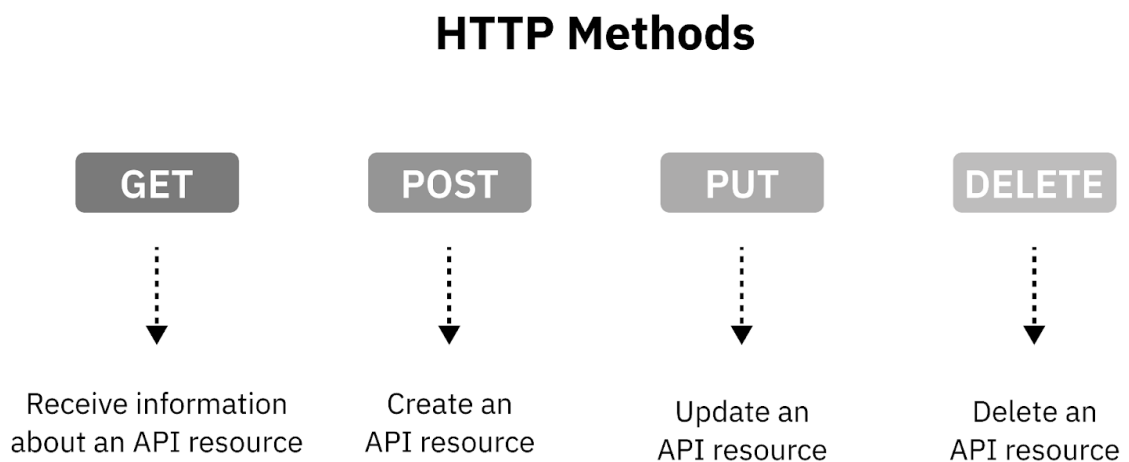 HTTP Methods
GET
POST
PUT
DELETE
Receive information
about an API resource
Create an
API resource
Update an
API resource
Delete an
API resource